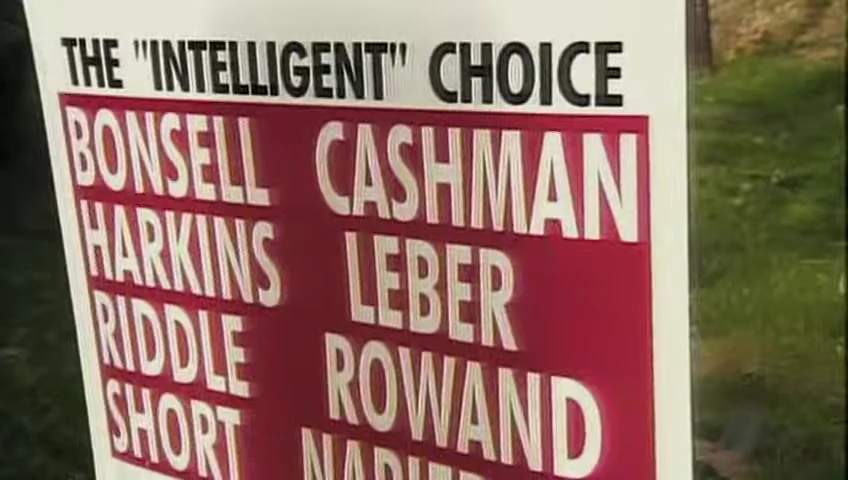 THE "INTELLIGENT" CHOICE
BONSELL
HARKINS
RIDDLE
SHORT
CASHMAN
LEBER
ROWAND